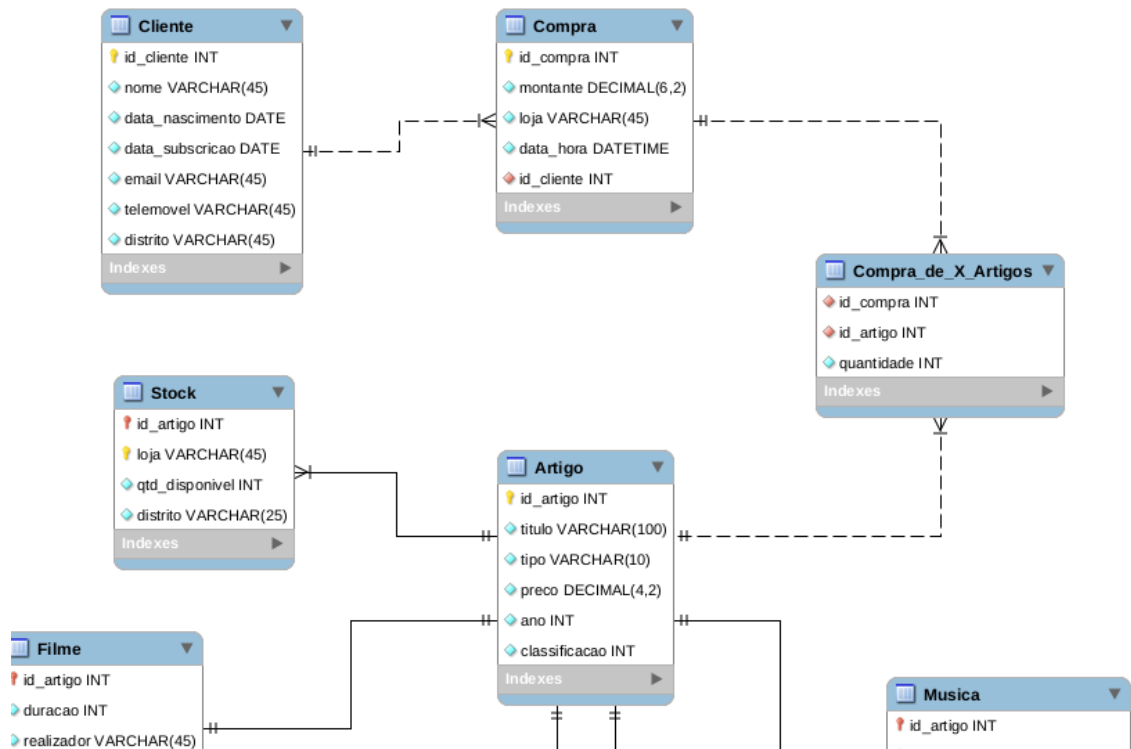 Cliente
id_cliente INT
nome VARCHAR(45)
data_nascimento DATE
data_subscricao DATE
email VARCHAR(45)
telemovel VARCHAR(45)
distrito VARCHAR(45)
Indexes
Compra
id_compra INT
montante DECIMAL(6,2)
loja VARCHAR(45)
data_hora DATETIME
id_cliente INT
Indexes
Compra_de_X_Artigos
id_compra INT
id_artigo INT
quantidade INT
Indexes
Stock
id_artigo INT
loja VARCHAR(45)
qtd_disponivel INT
distrito VARCHAR(25)
Indexes
Artigo
id_artigo INT
titulo VARCHAR(100)
tipo VARCHAR(10)
preco DECIMAL(4,2)
ano INT
classificacao INT
Indexes
Filme
id_artigo INT
duracao INT
realizador VARCHAR(45)
Musica
id_artigo INT